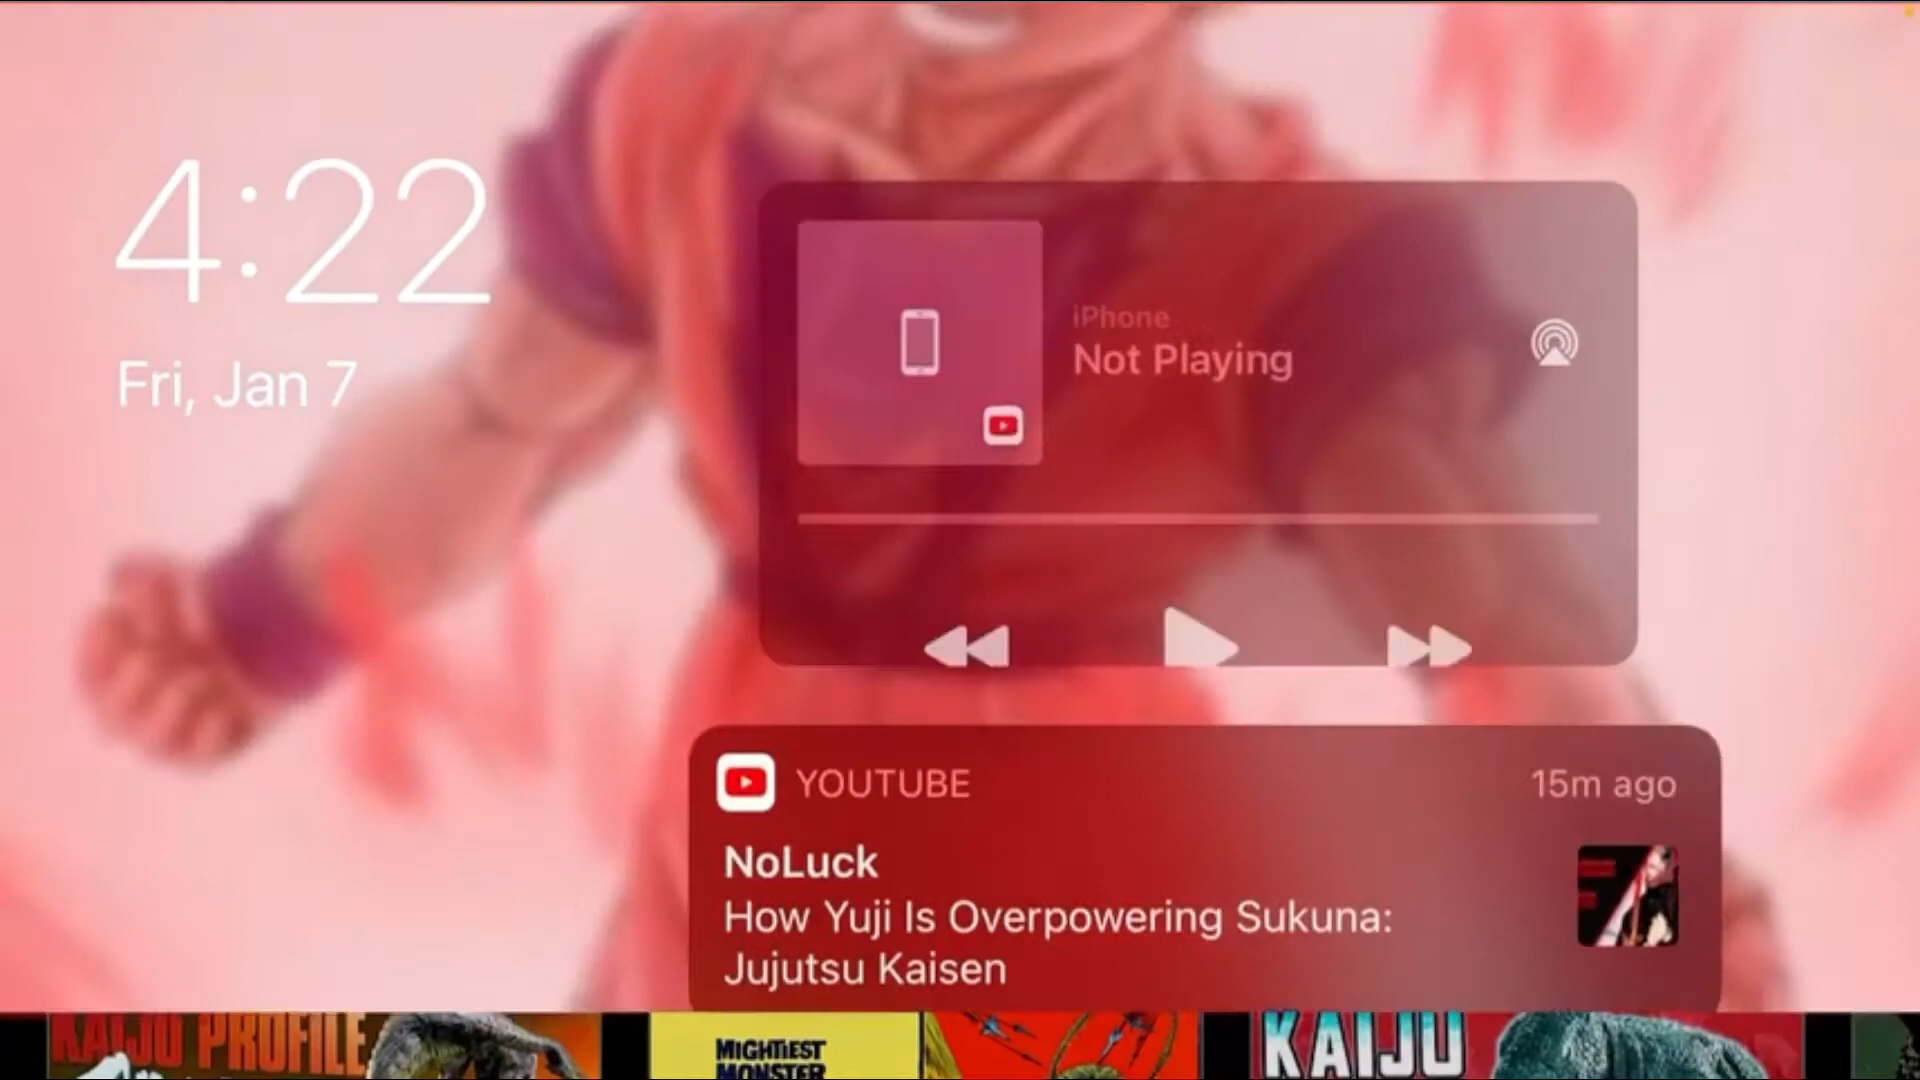 4:22
Fri, Jan 7
iPhone
Not Playing
YOUTUBE
15m ago
NoLuck
How Yuji Is Overpowering Sukuna:
Jujutsu Kaisen
KAIJU PROFILE
MIGHTIEST
MONSTER
KAIJU